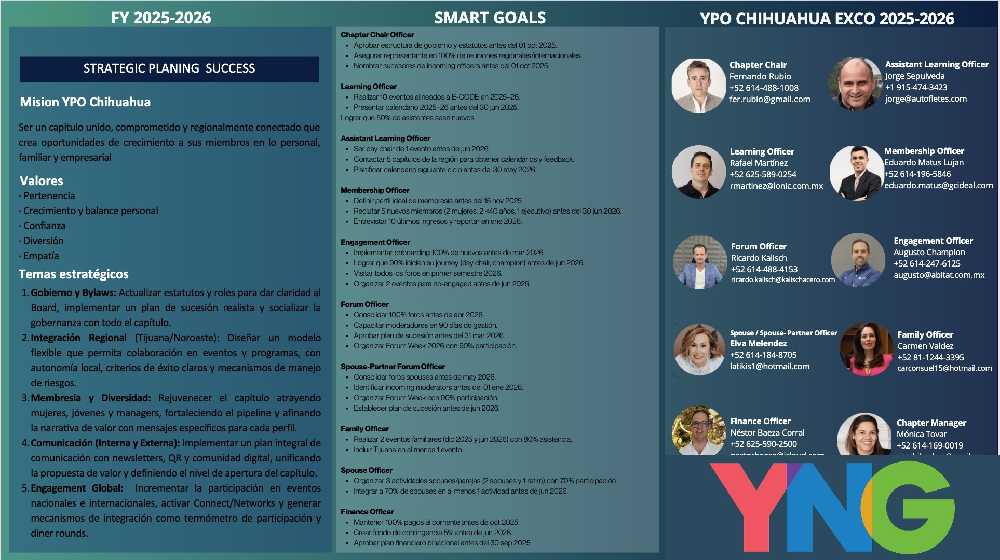 FY 2025-2026
STRATEGIC PLANING SUCCESS
Mision YPO Chihuahua
Ser un capitulo unido, comprometido y regionalmente conectado que
crea oportunidades de crecimiento a sus miembros en lo personal,
familiar y empresarial
Valores
· Pertenencia
· Crecimiento y balance personal
· Confianza
· Diversión
· Empatía
Temas estratégicos
1. Gobierno y Bylaws: Actualizar estatutos y roles para dar claridad al
Board, implementar un plan de sucesión realista y socializar la
gobernanza con todo el capítulo.
2. Integración Regional (Tijuana/Noroeste): Diseñar un modelo
flexible que permita colaboración en eventos y programas, con
autonomía local, criterios de éxito claros y mecanismos de manejo
de riesgos.
3. Membresía y Diversidad: Rejuvenecer el capítulo atrayendo
mujeres, jóvenes y managers, fortaleciendo el pipeline y afinando
la narrativa de valor con mensajes específicos para cada perfil.
4. Comunicación (Interna y Externa): Implementar un plan integral de
comunicación con newsletters, QR y comunidad digital, unificando
la propuesta de valor y definiendo el nivel de apertura del capítulo.
5. Engagement Global: Incrementar la participación en eventos
nacionales e internacionales, activar Connect/Networks y generar
mecanismos de integración como termómetro de participación y
diner rounds.
SMART GOALS
Chapter Chair Officer
• Aprobar estructura de gobierno y estatutos antes del 01 oct 2025.
• Asegurar representante en 100% de reuniones regionales/internacionales.
• Nombrar sucesores de incoming officers antes del 01 oct 2025.
Learning Officer
• Realizar 10 eventos alineados a E-CODE en 2025–26.
• Presentar calendario 2025–26 antes del 30 jun 2025.
Lograr que 50% de asistentes sean nuevos.
Assistant Learning Officer
• Ser day chair de 1 evento antes de jun 2026.
• Contactar 5 capítulos de la región para obtener calendarios y feedback.
• Planificar calendario siguiente ciclo antes del 30 may 2026.
Membership Officer
• Definir perfil ideal de membresía antes del 15 nov 2025.
• Reclutar 5 nuevos miembros (2 mujeres, 2 <40 años, 1 ejecutivo) antes del 30 jun 2026.
• Entrevistar 10 últimos ingresos y reportar en ene 2026.
Engagement Officer
• Implementar onboarding 100% de nuevos antes de mar 2026.
• Lograr que 90% inicien su journey (day chair, champion) antes de jun 2026.
• Visitar todos los foros en primer semestre 2026.
• Organizar 2 eventos para no-engaged antes de jun 2026.
Forum Officer
• Consolidar 100% foros antes de abr 2026.
• Capacitar moderadores en 90 días de gestión.
• Aprobar plan de sucesión antes del 31 mar 2026.
• Organizar Forum Week 2026 con 90% participación.
Spouse-Partner Forum Officer
• Consolidar foros spouses antes de may 2026.
• Identificar incoming moderators antes del 01 ene 2026.
• Organizar Forum Week con 90% participación.
• Establecer plan de sucesión antes de jun 2026.
Family Officer
• Realizar 2 eventos familiares (dic 2025 y jun 2026) con 80% asistencia.
• Incluir Tijuana en al menos 1 evento.
Spouse Officer
• Organizar 3 actividades spouses/parejas (2 spouses y 1 retiro) con 70% participación.
• Integrar a 70% de spouses en al menos 1 actividad antes de jun 2026.
Finance Officer
• Mantener 100% pagos al corriente antes de oct 2025.
• Crear fondo de contingencia 5% antes de jun 2026.
• Aprobar plan financiero binacional antes del 30 sep 2025.
YPO CHIHUAHUA EXCO 2025-2026
Chapter Chair
Fernando Rubio
+52 614-488-1008
fer.rubio@gmail.com
Assistant Learning Officer
Jorge Sepulveda
+1 915-474-3423
jorge@autofletes.com
Learning Officer
Rafael Martínez
+52 625-589-0254
rmartinez@lonic.com.mx
Membership Officer
Eduardo Matus Lujan
+52 614-196-5846
eduardo.matus@gcideal.com
Forum Officer
Ricardo Kalisch
+52 614-488-4153
ricardo.kalisch@kalischacero.com
Engagement Officer
Augusto Champion
+52 614-247-6125
augusto@abitat.com.mx
Spouse / Spouse- Partner Officer
Elva Melendez
+52 614-184-8705
latikis1@hotmail.com
Family Officer
Carmen Valdez
+52 81-1244-3395
carconsuel15@hotmail.com
Finance Officer
Néstor Baeza Corral
+52 625-590-2500
nestorbaeza@icloud.com
Chapter Manager
Mónica Tovar
+52 614-169-0019
YNG